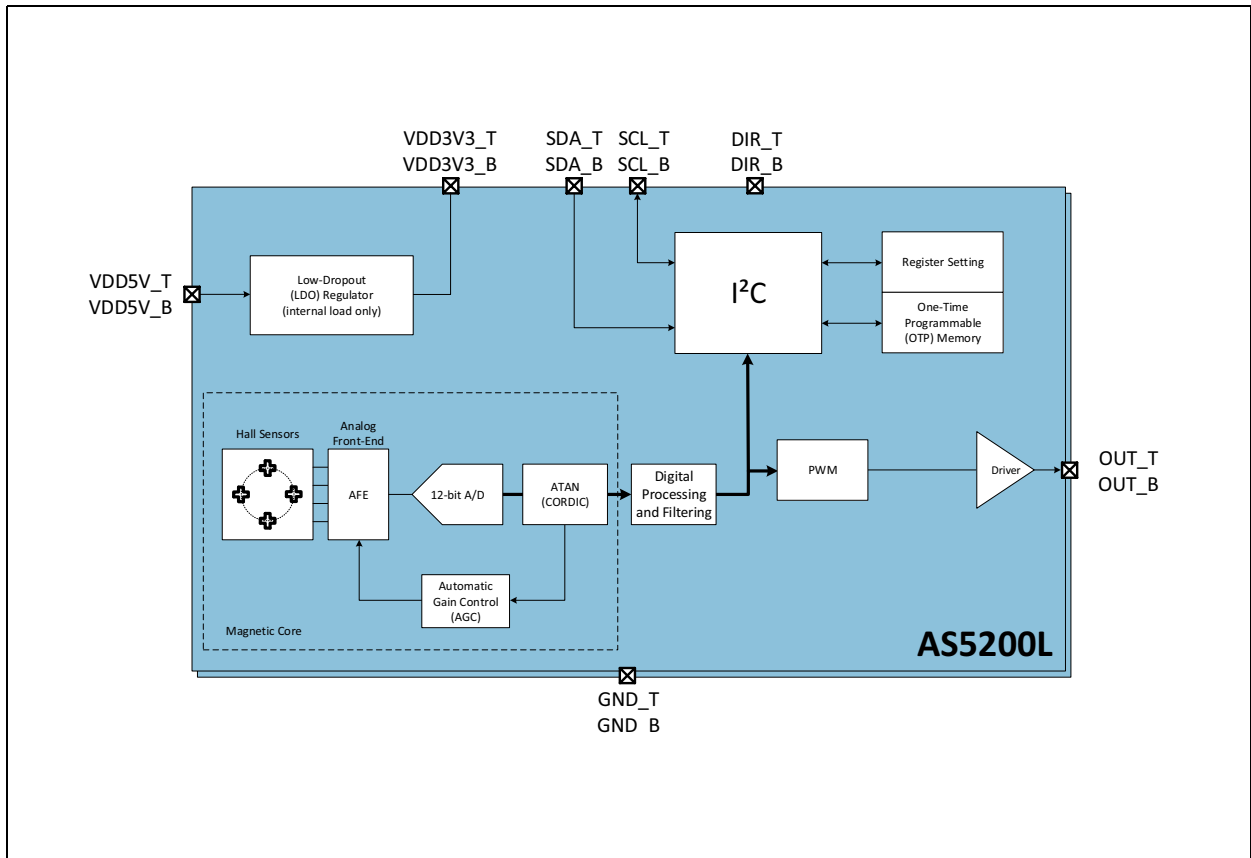 VDD3V3_T
VDD3V3_B
SDA_T
SDA_B
SCL_T
SCL_B
DIR_T
DIR_B
VDD5V_T
VDD5V_B
Low-Dropout
(LDO) Regulator
(internal load only)
I²C
Register Setting
One-Time
Programmable
(OTP) Memory
Hall Sensors
Analog
Front-End
AFE
12-bit A/D
ATAN
(CORDIC)
Digital
Processing
and Filtering
PWM
Driver
OUT_T
OUT_B
Automatic
Gain Control
(AGC)
Magnetic Core
AS5200L
GND_T
GND B